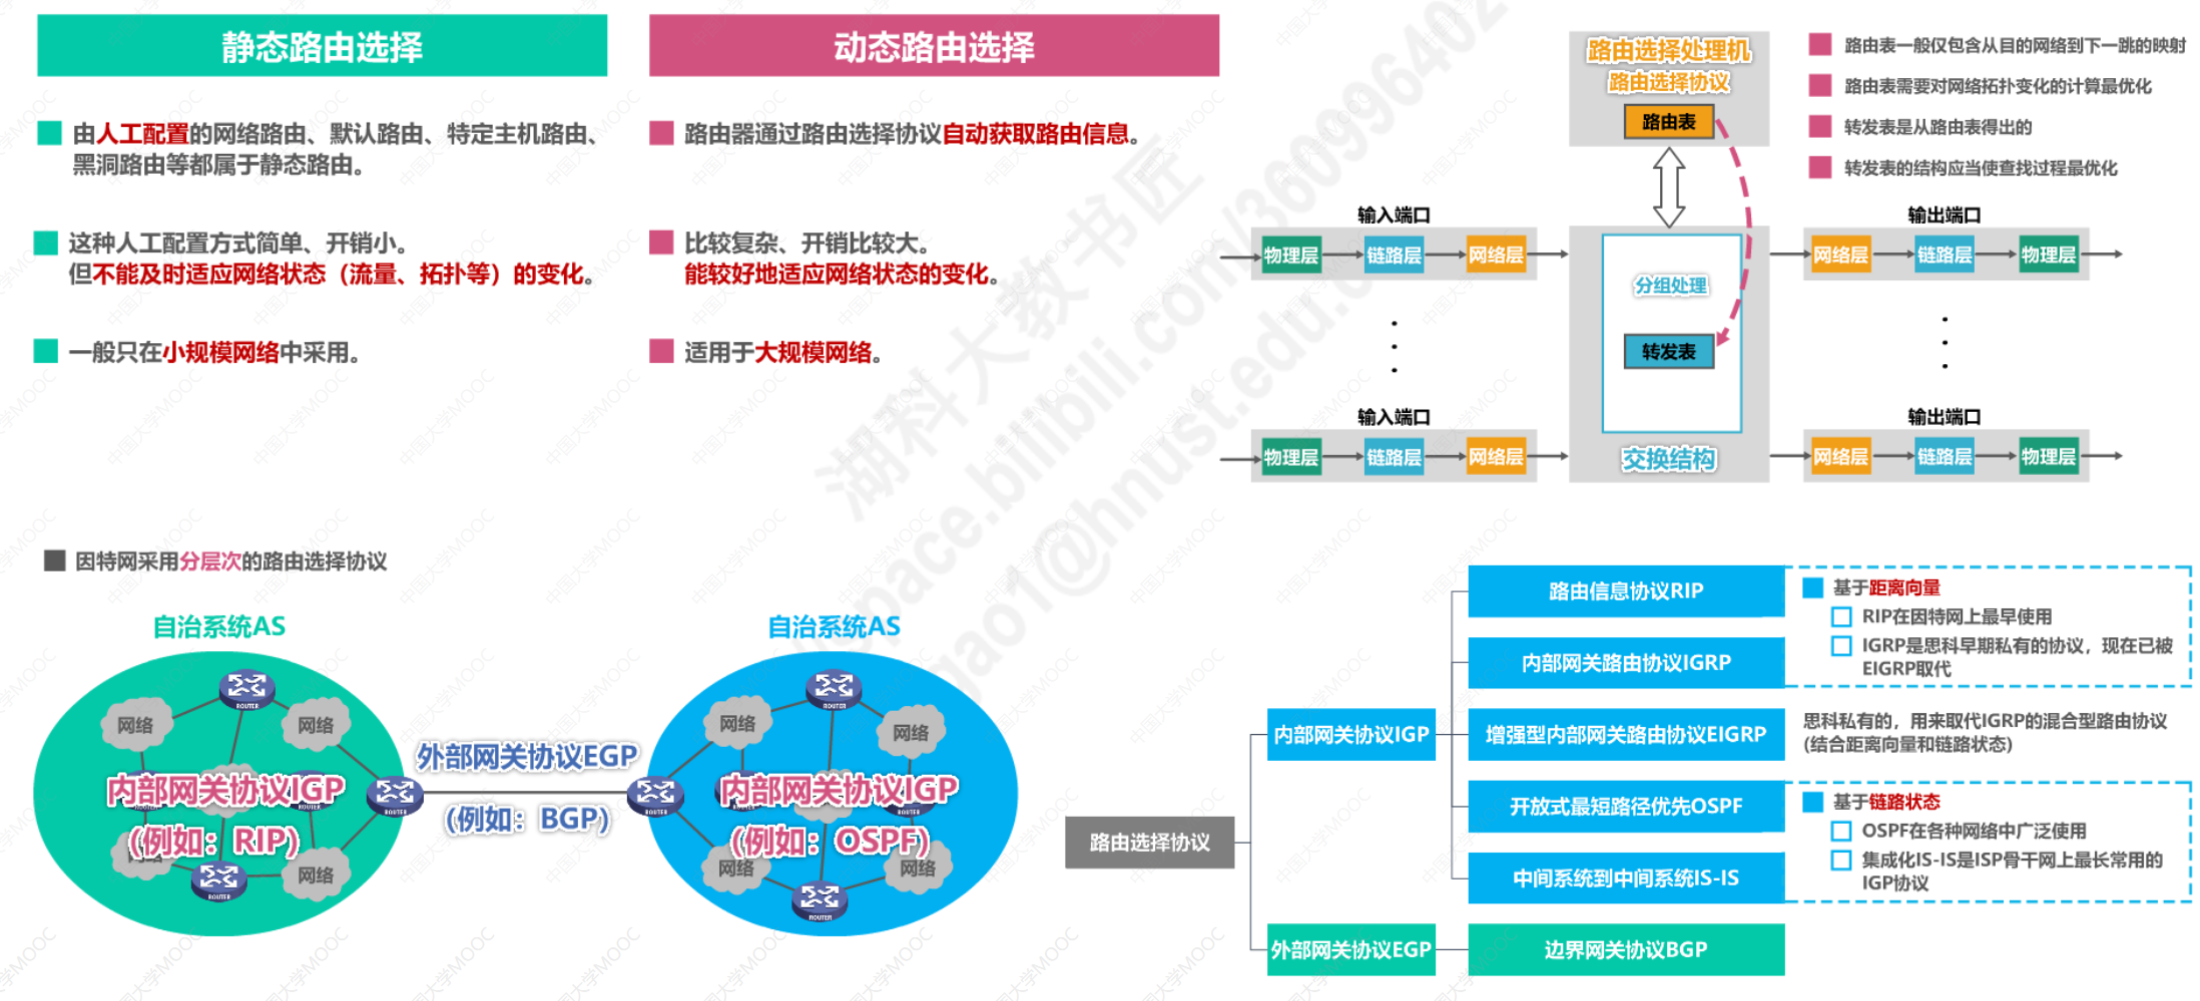 静态路由选择
由人工配置的网络路由、默认路由、特定主机路由、
黑洞路由等都属于静态路由。
这种人工配置方式简单、开销小。
但不能及时适应网络状态（流量、拓扑等）的变化。
一般只在小规模网络中采用。
动态路由选择
路由器通过路由选择协议自动获取路由信息。
比较复杂、开销比较大。
能较好地适应网络状态的变化。
适用于大规模网络。
路由选择处理机
路由选择协议
路由表
路由表一般仅包含从目的网络到下一跳的映射
路由表需要对网络拓扑变化的计算最优化
转发表是从路由表得出的
转发表的结构应当使查找过程最优化
输入端口
物理层
链路层
网络层
分组处理
转发表
交换结构
输出端口
网络层
链路层
物理层
输入端口
物理层
链路层
网络层
输出端口
网络层
链路层
物理层
因特网采用分层次的路由选择协议
自治系统AS
网络
网络
内部网关协议IGP
(例如：RIP)
网络
网络
ROUTER
ROUTER
ROUTER
外部网关协议EGP
(例如：BGP)
自治系统AS
网络
网络
内部网关协议IGP
(例如：OSPF)
网络
网络
ROUTER
ROUTER
ROUTER
路由选择协议
内部网关协议IGP
外部网关协议EGP
路由信息协议RIP
内部网关路由协议IGRP
增强型内部网关路由协议EIGRP
开放式最短路径优先OSPF
中间系统到中间系统IS-IS
边界网关协议BGP
基于距离向量
RIP在因特网上最早使用
IGRP是思科早期私有的协议，现在已被
EIGRP取代
思科私有的，用来取代IGRP的混合型路由协议
(结合距离向量和链路状态)
基于链路状态
OSPF在各种网络中广泛使用
集成化IS-IS是ISP骨干网上最长常用的
IGP协议
湖科大教书匠
space.bilibili.com/360996402
gao1@hnust.edu.c
中国大学MOOC